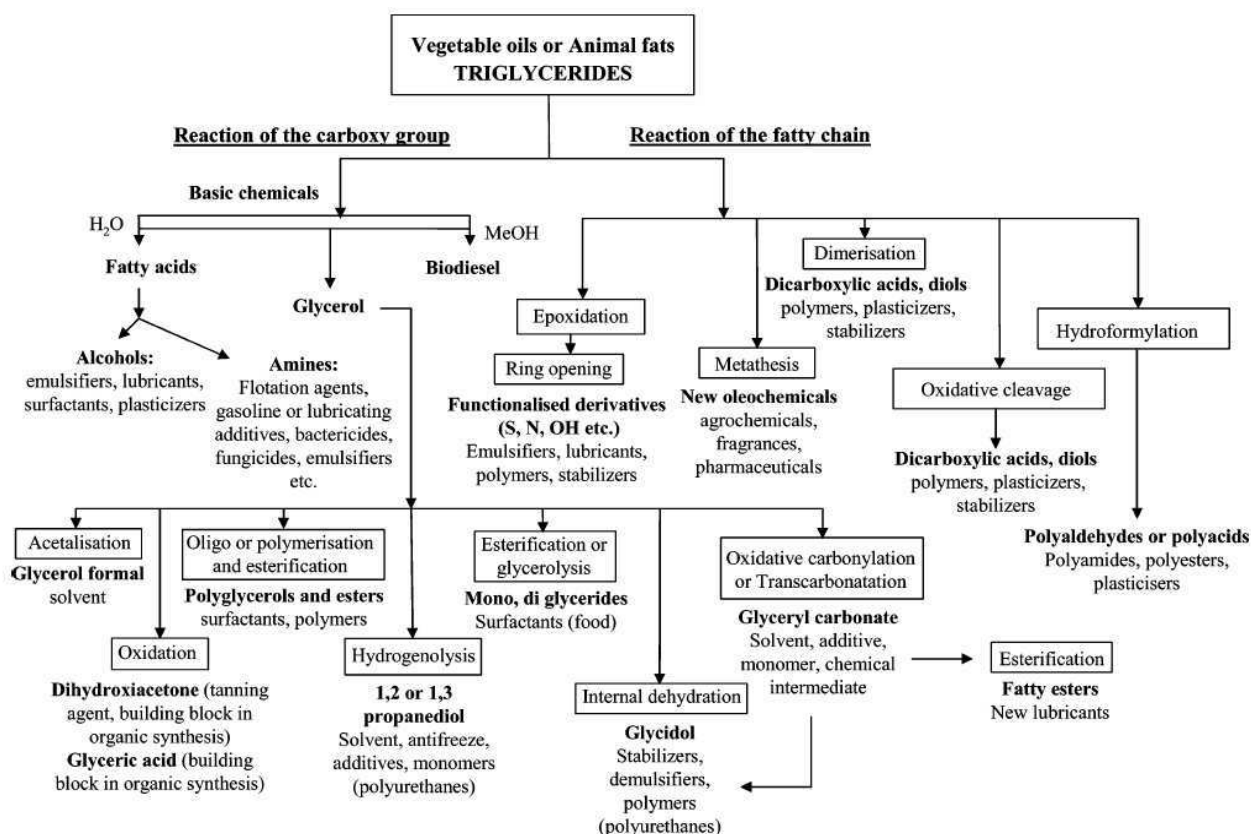 Vegetable oils or Animal fats
TRIGLYCERIDES
Reaction of the carboxy group
Reaction of the fatty chain
Basic chemicals
H₂O
MeOH
Fatty acids
Biodiesel
Glycerol
Alcohols:
emulsifiers, lubricants,
surfactants, plasticizers
Amines:
Flotation agents,
gasoline or lubricating
additives, bactericides,
fungicides, emulsifiers
etc.
Epoxidation
Ring opening
Functionalised derivatives
(S, N, OH etc.)
Emulsifiers, lubricants,
polymers, stabilizers
Metathesis
New oleochemicals
agrochemicals,
fragrances,
pharmaceuticals
Dimerisation
Dicarboxylic acids, diols
polymers, plasticizers,
stabilizers
Oxidative cleavage
Dicarboxylic acids, diols
polymers, plasticizers,
stabilizers
Hydroformylation
Polyaldehydes or polyacids
Polyamides, polyesters,
plasticisers
Acetalisation
Glycerol formal
solvent
Oxidation
Dihydroxiacetone (tanning
agent, building block in
organic synthesis)
Glyceric acid (building
block in organic synthesis)
Oligo or polymerisation
and esterification
Polyglycerols and esters
surfactants, polymers
Hydrogenolysis
1,2 or 1,3
propanediol
Solvent, antifreeze,
additives, monomers
(polyurethanes)
Esterification or
glycerolysis
Mono, di glycerides
Surfactants (food)
Internal dehydration
Glycidol
Stabilizers,
demulsifiers,
polymers
(polyurethanes)
Oxidative carbonylation
or Transcarbonatation
Glyceryl carbonate
Solvent, additive,
monomer, chemical
intermediate
Esterification
Fatty esters
New lubricants